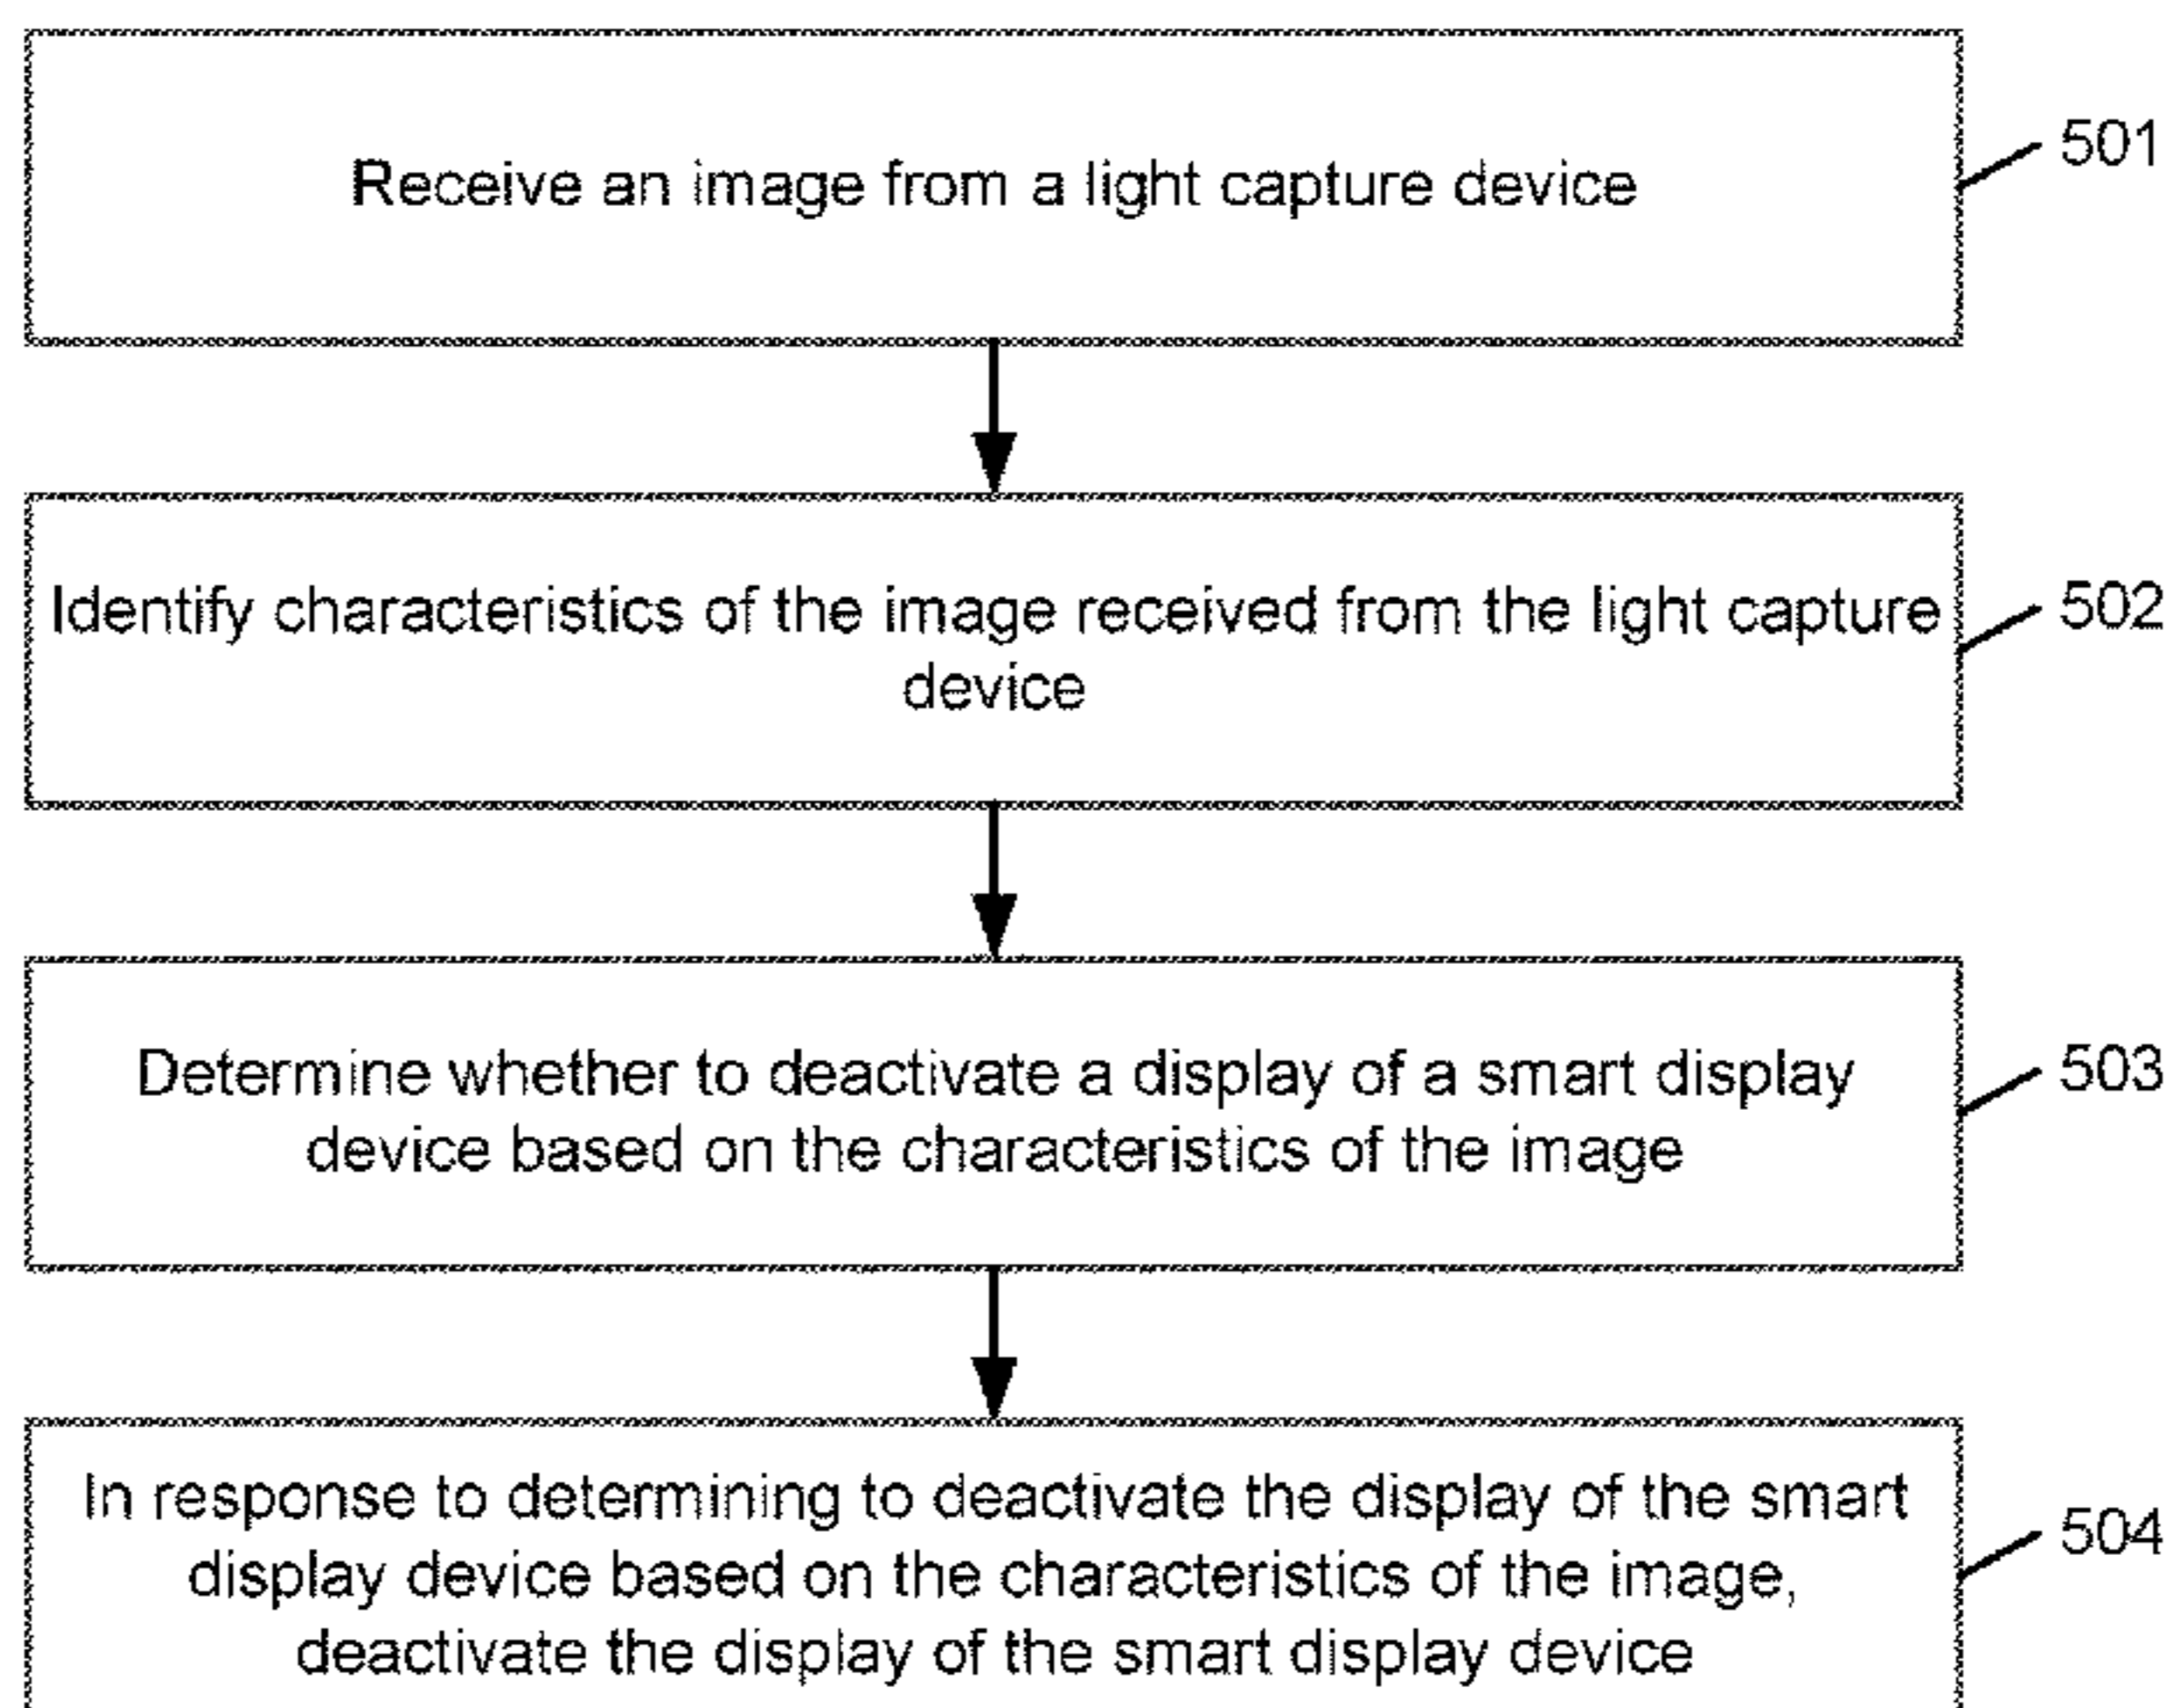 Receive an image from a light capture device
501
Identify characteristics of the image received from the light capture
device
502
Determine whether to deactivate a display of a smart display
device based on the characteristics of the image
503
In response to determining to deactivate the display of the smart
display device based on the characteristics of the image,
deactivate the display of the smart display device
504